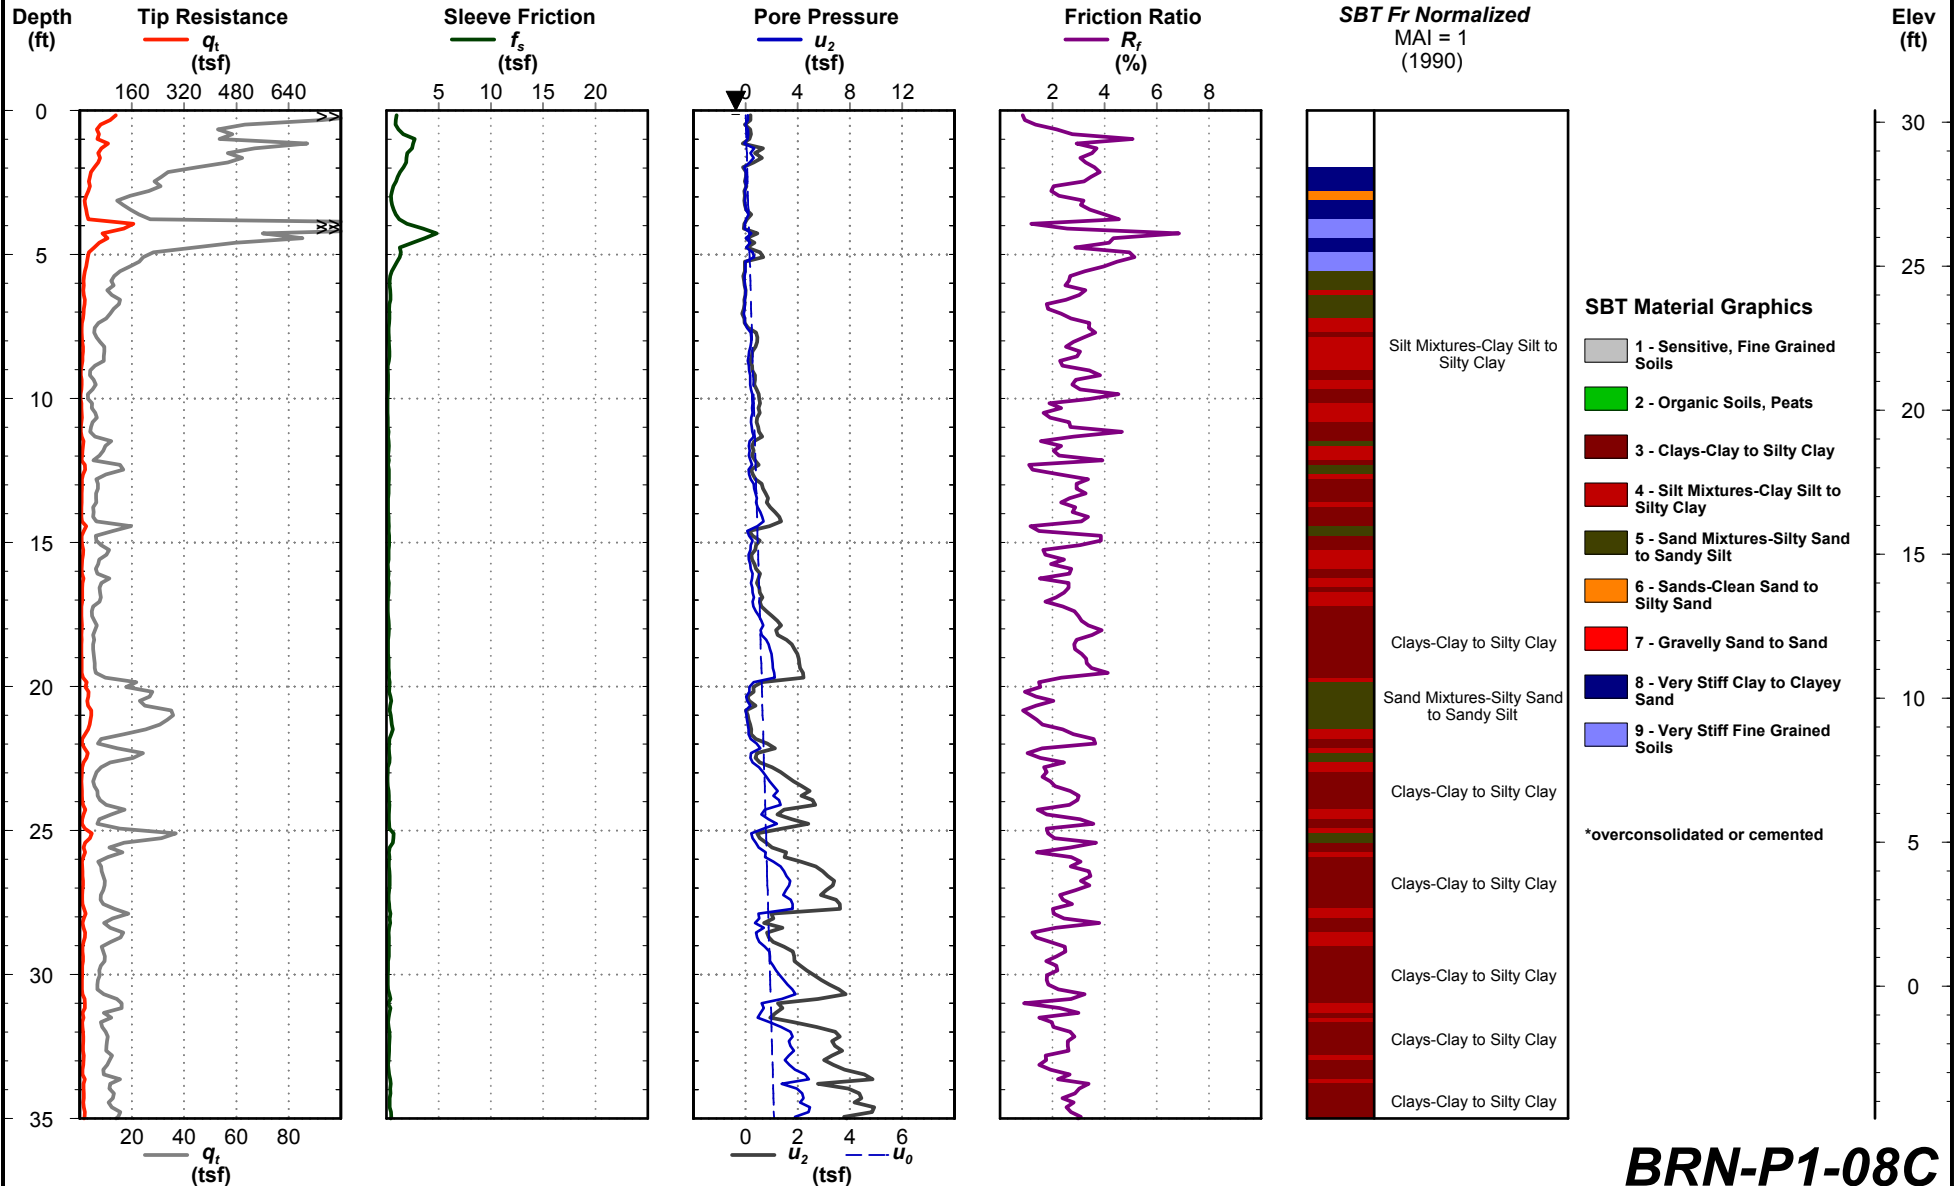 Depth
(ft)
Tip Resistance
qt
(tsf)
160 320 480 640
Sleeve Friction
fs
(tsf)
5 10 15 20
Pore Pressure
u2
(tsf)
0 4 8 12
Friction Ratio
Rf
(%)
2 4 6 8
SBT Fr Normalized
MAI = 1
(1990)
Elev
(ft)
0
5
10
15
20
25
30
35
>>
>>
>>
Silt Mixtures-Clay Silt to
Silty Clay
Clays-Clay to Silty Clay
Sand Mixtures-Silty Sand
to Sandy Silt
Clays-Clay to Silty Clay
Clays-Clay to Silty Clay
Clays-Clay to Silty Clay
Clays-Clay to Silty Clay
Clays-Clay to Silty Clay
SBT Material Graphics
1 - Sensitive, Fine Grained
Soils
2 - Organic Soils, Peats
3 - Clays-Clay to Silty Clay
4 - Silt Mixtures-Clay Silt to
Silty Clay
5 - Sand Mixtures-Silty Sand
to Sandy Silt
6 - Sands-Clean Sand to
Silty Sand
7 - Gravelly Sand to Sand
8 - Very Stiff Clay to Clayey
Sand
9 - Very Stiff Fine Grained
Soils
*overconsolidated or cemented
30
25
20
15
10
5
0
20 40 60 80
qt
(tsf)
0 2 4 6
u2 u0
(tsf)
BRN-P1-08C